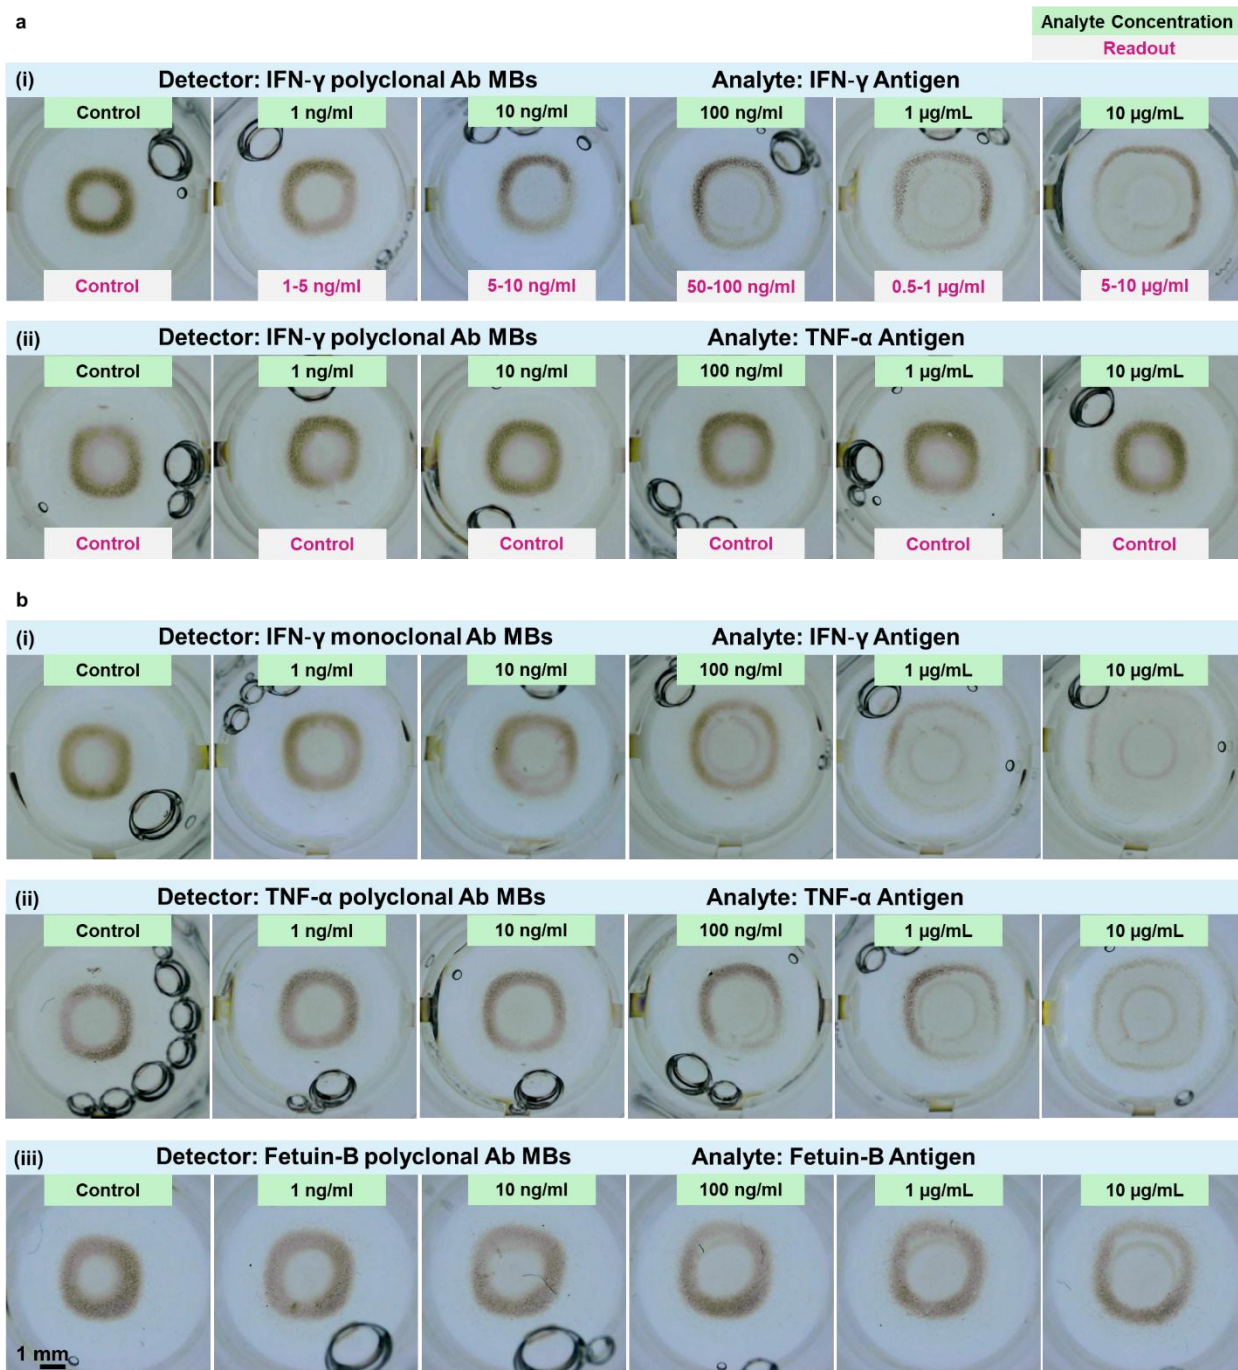 a
Analyte Concentration
Readout
(i) Detector: IFN-γ polyclonal Ab MBs Analyte: IFN-γ Antigen
Control 1 ng/ml 10 ng/ml 100 ng/ml 1 µg/mL 10 µg/mL
Control 1-5 ng/ml 5-10 ng/ml 50-100 ng/ml 0.5-1 µg/ml 5-10 µg/ml
(ii) Detector: IFN-γ polyclonal Ab MBs Analyte: TNF-α Antigen
Control 1 ng/ml 10 ng/ml 100 ng/ml 1 µg/mL 10 µg/mL
Control Control Control Control Control Control
b
(i) Detector: IFN-γ monoclonal Ab MBs Analyte: IFN-γ Antigen
Control 1 ng/ml 10 ng/ml 100 ng/ml 1 µg/mL 10 µg/mL
(ii) Detector: TNF-α polyclonal Ab MBs Analyte: TNF-α Antigen
Control 1 ng/ml 10 ng/ml 100 ng/ml 1 µg/mL 10 µg/mL
(iii) Detector: Fetuin-B polyclonal Ab MBs Analyte: Fetuin-B Antigen
Control 1 ng/ml 10 ng/ml 100 ng/ml 1 µg/mL 10 µg/mL
1 mm